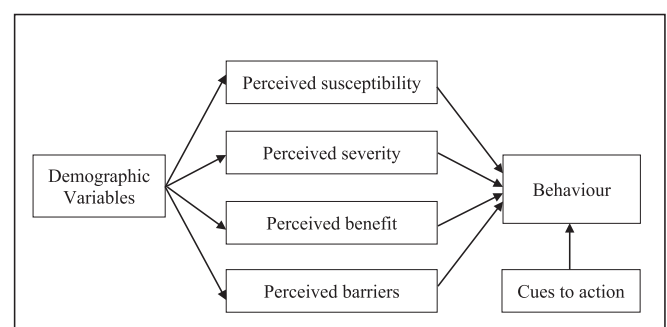 Perceived susceptibility
Perceived severity
Demographic
Variables
Behaviour
Perceived benefit
Perceived barriers
Cues to action